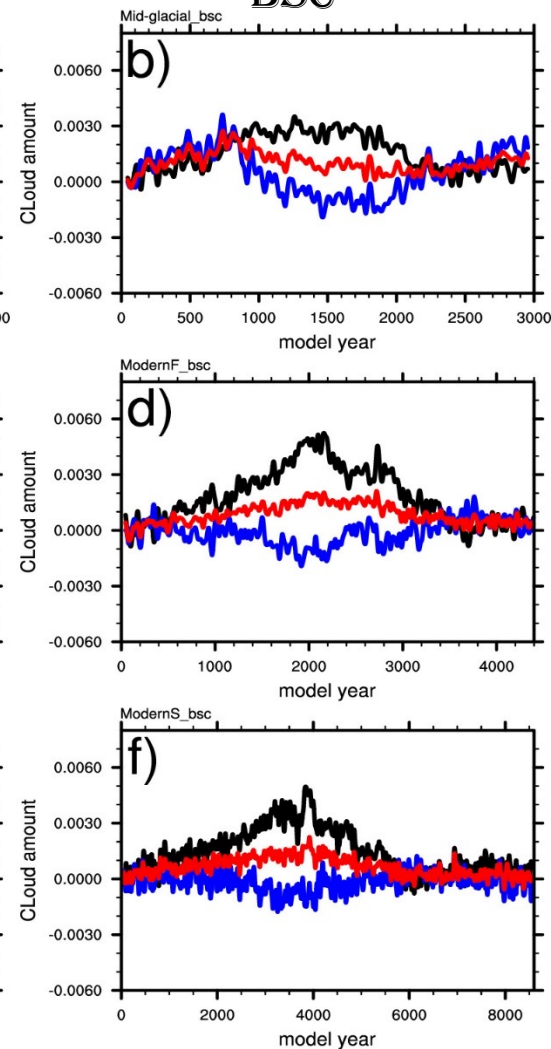 BSC
Mid-glacial_bsc
b)
CLoud amount
0.0060
0.0030
0.0000
-0.0030
-0.0060
00
0 500 1000 1500 2000 2500 3000
model year
ModernF_bsc
d)
CLoud amount
0.0060
0.0030
0.0000
-0.0030
-0.0060
0 1000 2000 3000 4000
model year
ModernS_bsc
f)
CLoud amount
0.0060
0.0030
0.0000
-0.0030
-0.0060
0 2000 4000 6000 8000
model year